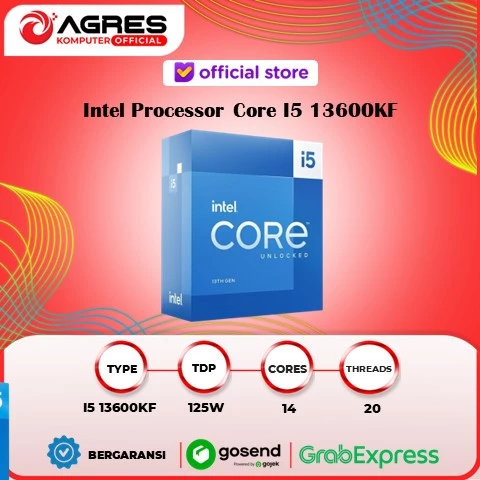 AGRES
KOMPUTER OFFICIAL
official store
Intel Processor Core I5 13600KF
i5
i5
intel
CORE
UNLOCKED
13TH GEN
intel
TYPE
TDP
CORES
THREADS
I5 13600KF
125W
14
20
BERGARANSI
gosend
Powered by gojek
GrabExpress